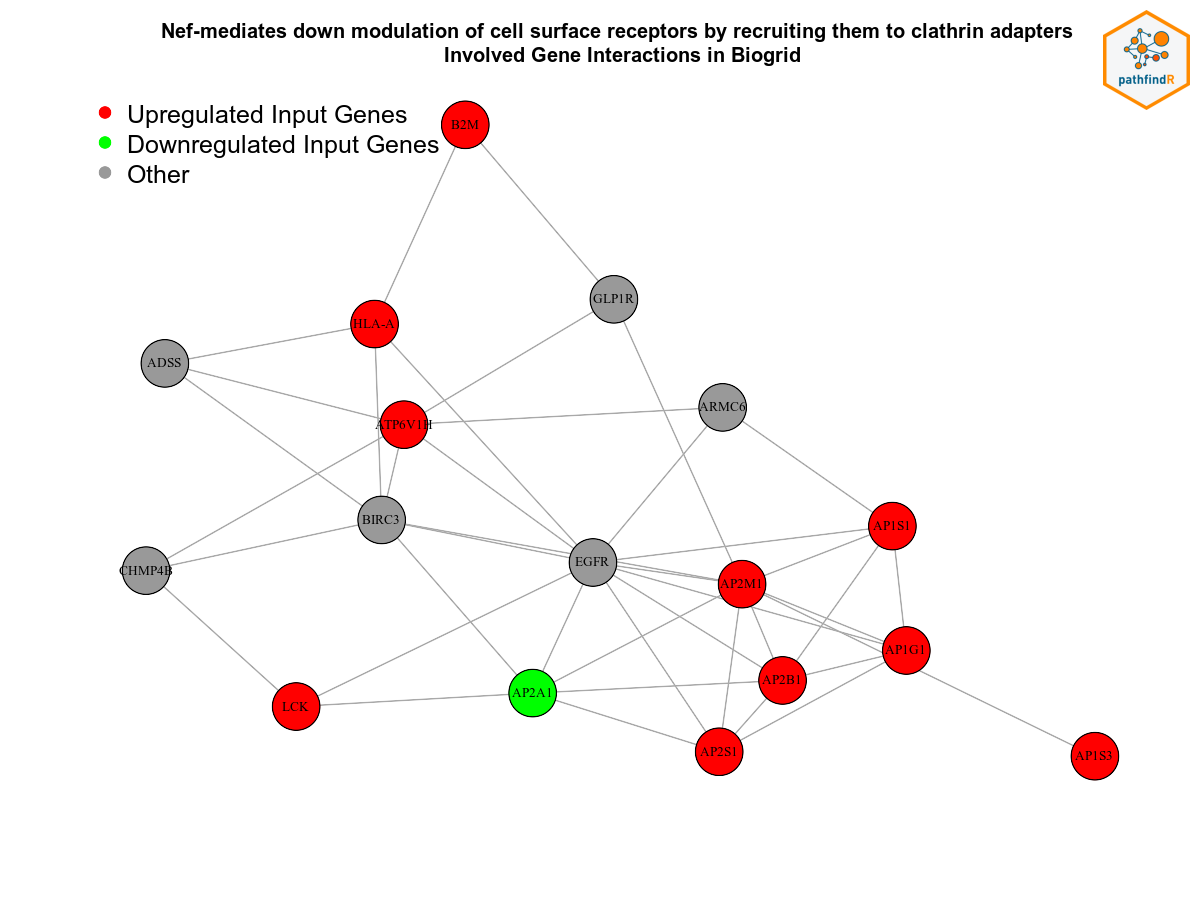 Nef-mediates down modulation of cell surface receptors by recruiting them to clathrin adapters
Involved Gene Interactions in Biogrid
pathfindR
Upregulated Input Genes
Downregulated Input Genes
Other
B2M
GLP1R
HLA-A
ADSS
ARMC6
ATP6V1H
BIRC3
AP1S1
EGFR
CHMP4B
AP2M1
AP1G1
AP2B1
AP2A1
LCK
AP2S1
AP1S3